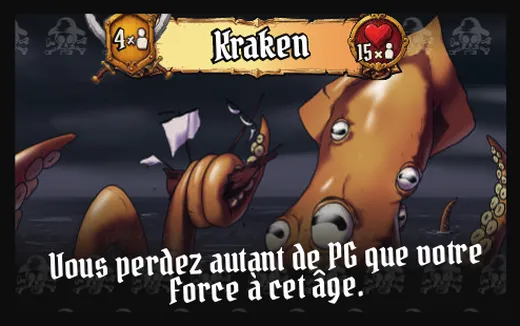 4×
Kraken
15×
Vous perdez autant de PG que votre
Force à cet âge.